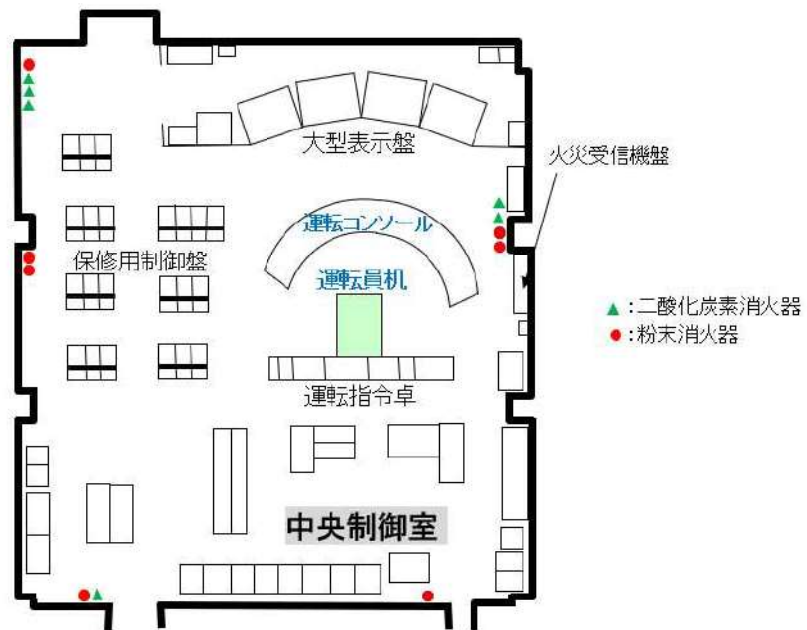 大型表示盤
火災受信機盤
運転コンソール
保修用制御盤
運転員机
▲:二酸化炭素消火器
●:粉末消火器
運転指令卓
中央制御室